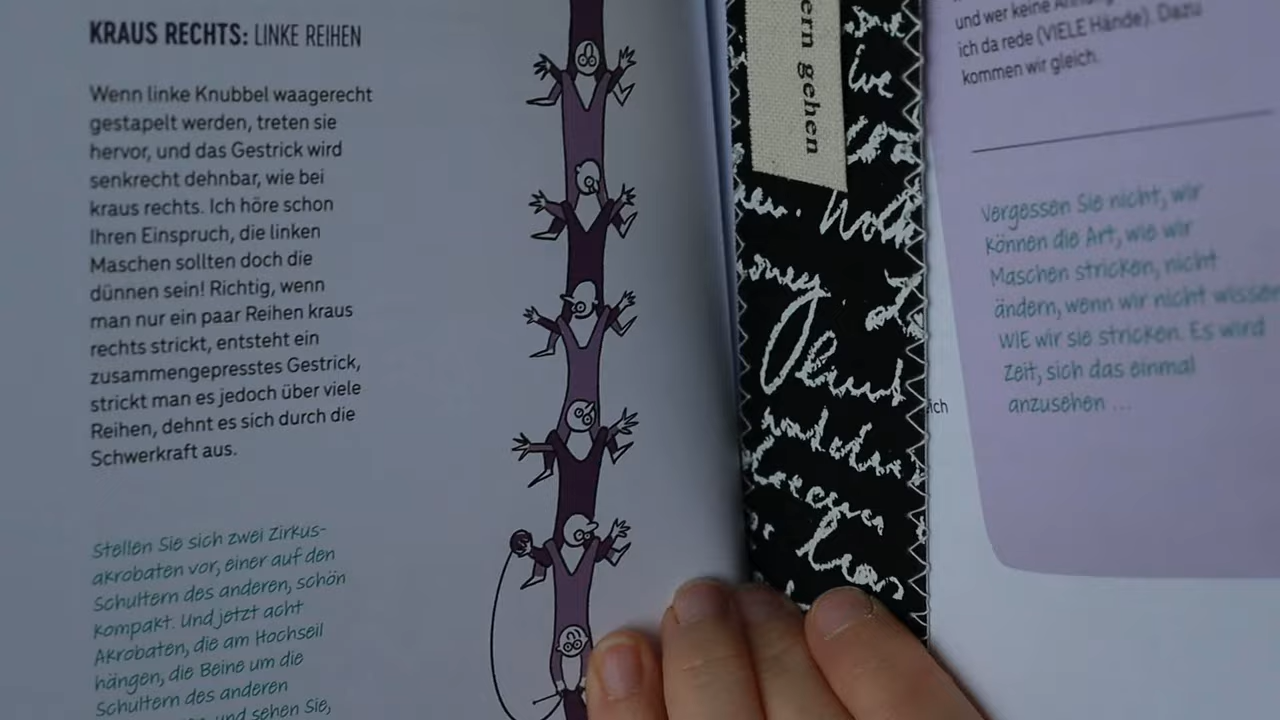 KRAUS RECHTS: LINKE REIHEN
Wenn linke Knubbel waagerecht
gestapelt werden, treten sie
hervor, und das Gestrick wird
senkrecht dehnbar, wie bei
kraus rechts. Ich höre schon
Ihren Einspruch, die linken
Maschen sollten doch die
dünnen sein! Richtig, wenn
man nur ein paar Reihen kraus
rechts strickt, entsteht ein
zusammengepresstes Gestrick,
strickt man es jedoch über viele
Reihen, dehnt es sich durch die
Schwerkraft aus.
Stellen Sie sich zwei Zirkus-
akrobaten vor, einer auf den
Schultern des anderen, schön
kompakt. Und jetzt acht
Akrobaten, die am Hochseil
hängen, die Beine um die
Schultern des anderen
und sehen Sie,
ern gehen
und wer keine
ich da rede (VIELE Hände). Dazu
kommen wir gleich.
Vergessen Sie nicht, wir
können die Art, wie wir
Maschen stricken, nicht
ändern, wenn wir nicht wissen
WIE wir sie stricken. Es wird
Zeit, sich das einmal
anzusehen ...
ich